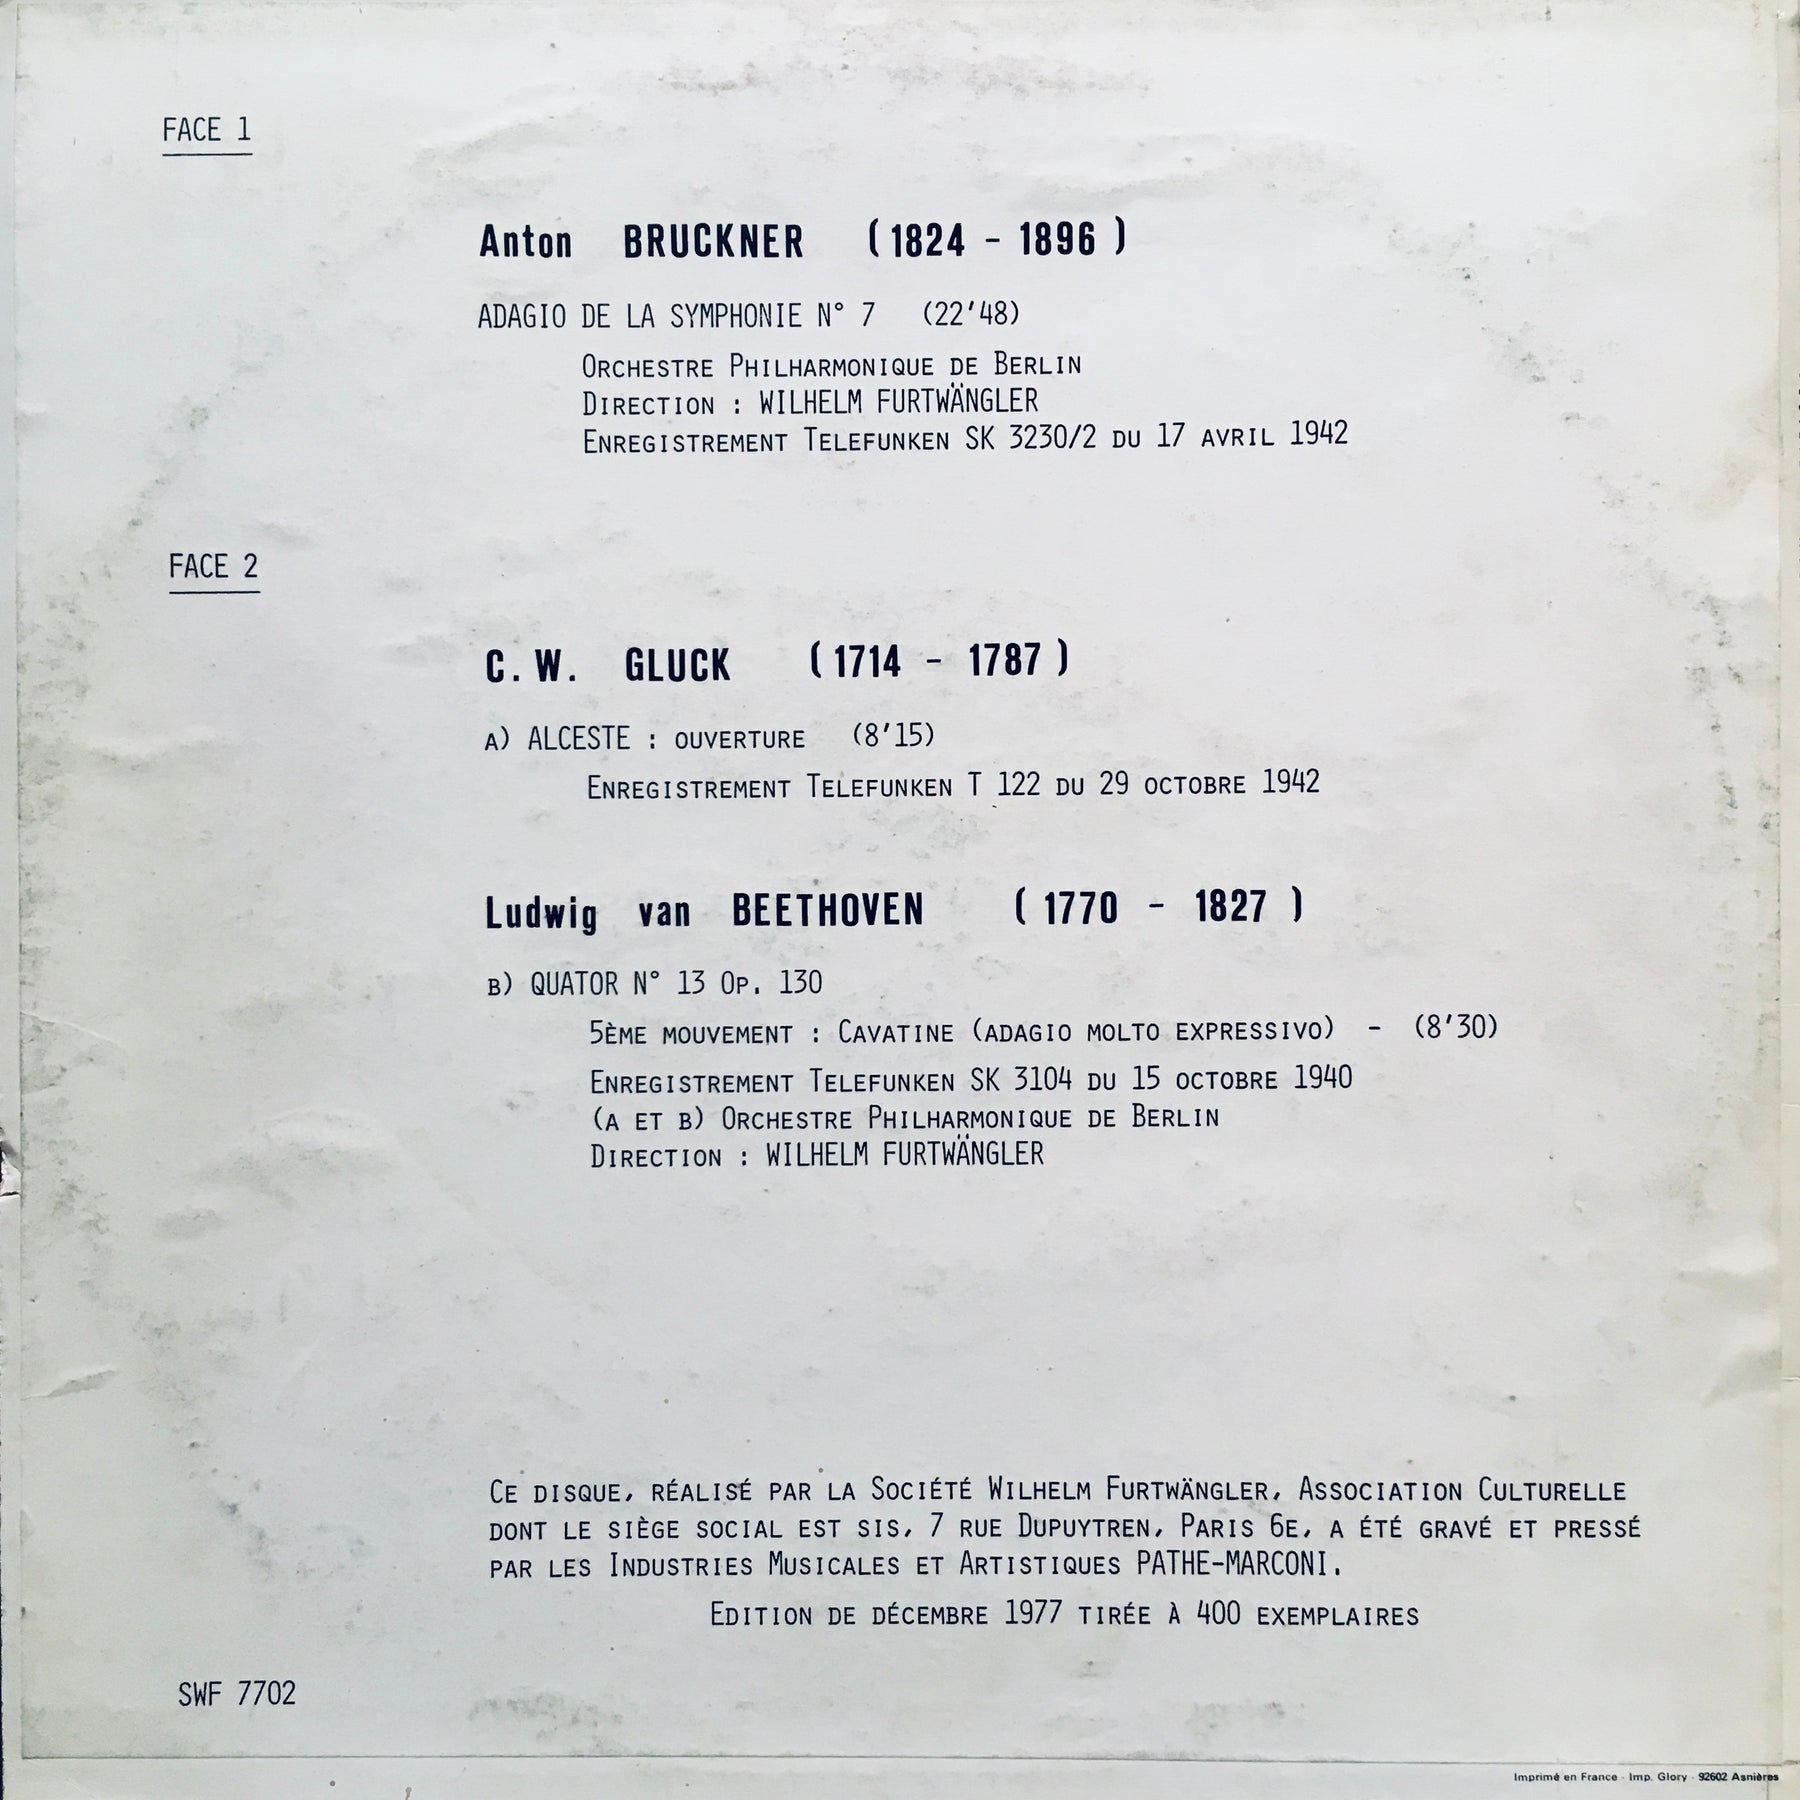 FACE 1
Anton BRUCKNER (1824 - 1896)
ADAGIO DE LA SYMPHONIE N° 7 (22'48)
ORCHESTRE PHILHARMONIQUE DE BERLIN
DIRECTION : WILHELM FURTWÄNGLER
ENREGISTREMENT TELEFUNKEN SK 3230/2 DU 17 AVRIL 1942
FACE 2
C. W. GLUCK (1714 - 1787)
A) ALCESTE : OUVERTURE (8'15)
ENREGISTREMENT TELEFUNKEN T 122 DU 29 OCTOBRE 1942
Ludwig van BEETHOVEN (1770 - 1827)
B) QUATOR N° 13 OP. 130
5ÈME MOUVEMENT : CAVATINE (ADAGIO MOLTO EXPRESSIVO) - (8'30)
ENREGISTREMENT TELEFUNKEN SK 3104 DU 15 OCTOBRE 1940
(A ET B) ORCHESTRE PHILHARMONIQUE DE BERLIN
DIRECTION : WILHELM FURTWÄNGLER
CE DISQUE, RÉALISÉ PAR LA SOCIÉTÉ WILHELM FURTWÄNGLER, ASSOCIATION CULTURELLE
DONT LE SIÈGE SOCIAL EST SIS, 7 RUE DUPUYTREN, PARIS 6E, A ÉTÉ GRAVÉ ET PRESSÉ
PAR LES INDUSTRIES MUSICALES ET ARTISTIQUES PATHE-MARCONI.
EDITION DE DÉCEMBRE 1977 TIRÉE À 400 EXEMPLAIRES
SWF 7702
Imprimé en France - Imp. Glory - 92602 Asnières